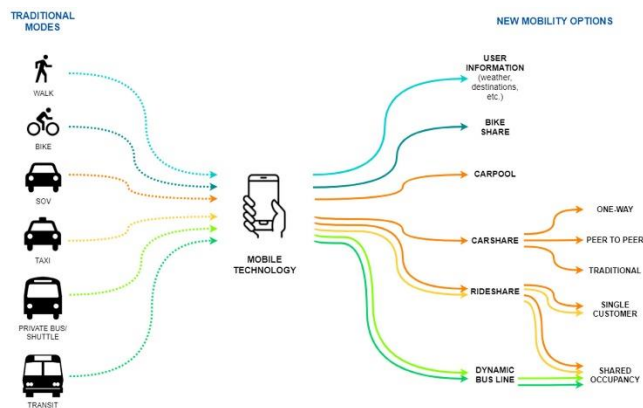 TRADITIONAL
MODES
NEW MOBILITY OPTIONS
WALK
BIKE
SOV
TAXI
PRIVATE BUS/
SHUTTLE
TRANSIT
MOBILE
TECHNOLOGY
USER
INFORMATION
(weather,
destinations,
etc.)
BIKE
SHARE
CARPOOL
CARSHARE
RIDESHARE
DYNAMIC
BUS LINE
ONE-WAY
PEER TO PEER
TRADITIONAL
SINGLE
CUSTOMER
SHARED
OCCUPANCY